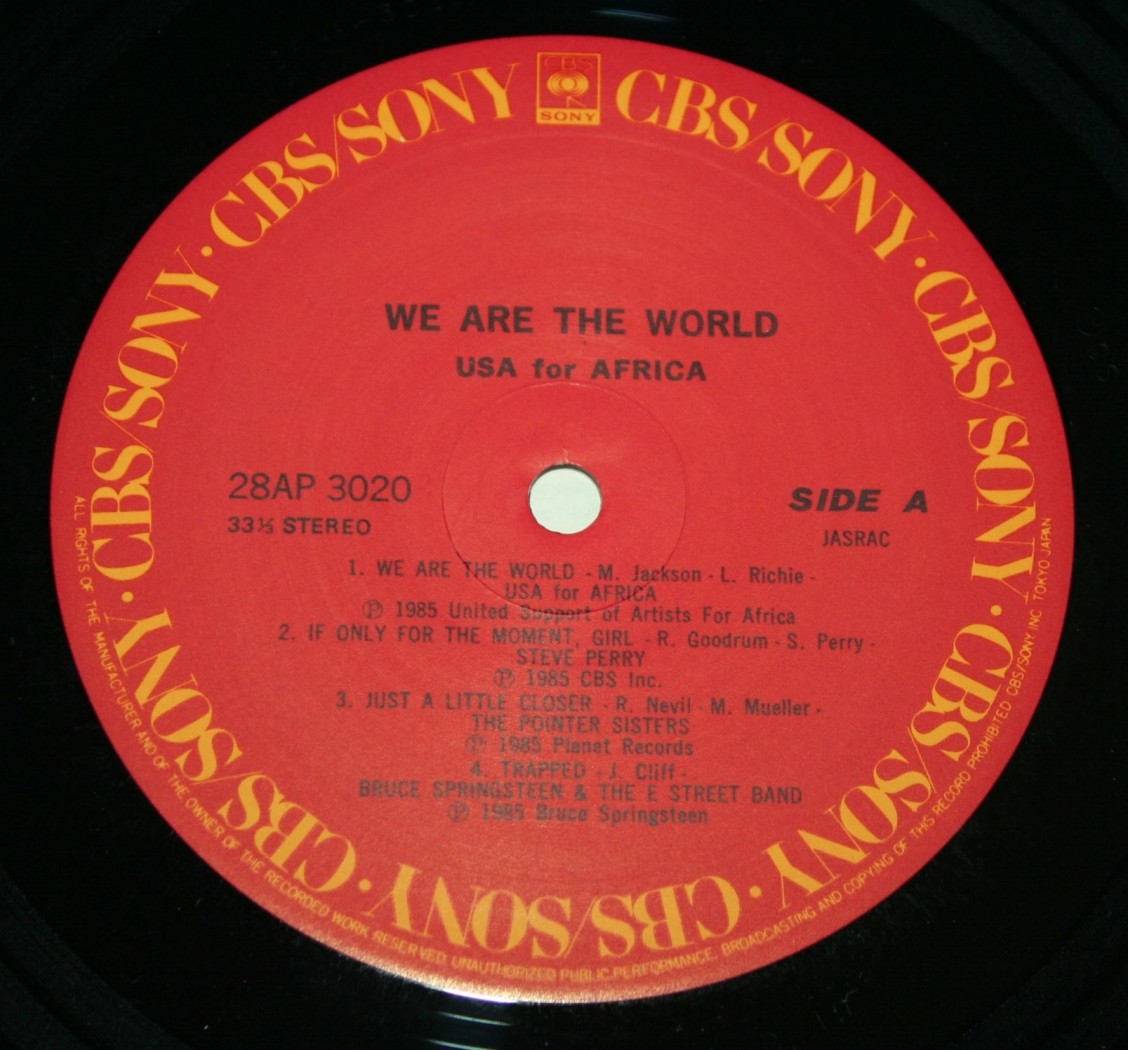 CBS
SONY
CBS/SONY · CBS/SONY · CBS/SONY · CBS/SONY · CBS/SONY · CBS/SONY · CBS/SONY · CBS/SONY
WE ARE THE WORLD
USA for AFRICA
28AP 3020
33⅓ STEREO
SIDE A
JASRAC
1. WE ARE THE WORLD - M. Jackson - L. Richie -
USA for AFRICA
℗ 1985 United Support of Artists For Africa
2. IF ONLY FOR THE MOMENT, GIRL - R. Goodrum - S. Perry -
STEVE PERRY
℗ 1985 CBS Inc.
3. JUST A LITTLE CLOSER - R. Nevil - M. Mueller -
THE POINTER SISTERS
℗ 1985 Planet Records
4. TRAPPED - J. Cliff -
BRUCE SPRINGSTEEN & THE E STREET BAND
℗ 1985 Bruce Springsteen
ALL RIGHTS OF THE MANUFACTURER AND OF THE OWNER OF THE RECORDED WORK RESERVED. UNAUTHORIZED PUBLIC PERFORMANCE, BROADCASTING AND COPYING OF THIS RECORD PROHIBITED CBS/SONY INC TOKYO JAPAN